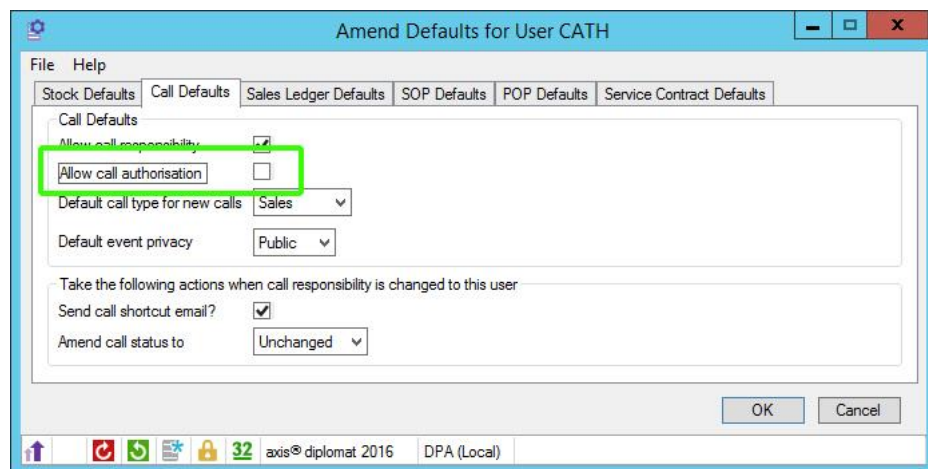 Amend Defaults for User CATH
File Help
Stock Defaults Call Defaults Sales Ledger Defaults SOP Defaults POP Defaults Service Contract Defaults
Call Defaults
Allow call responsibility
Allow call authorisation
Default call type for new calls Sales
Default event privacy Public
Take the following actions when call responsibility is changed to this user
Send call shortcut email?
Amend call status to Unchanged
OK Cancel
32 axis® diplomat 2016 DPA (Local)